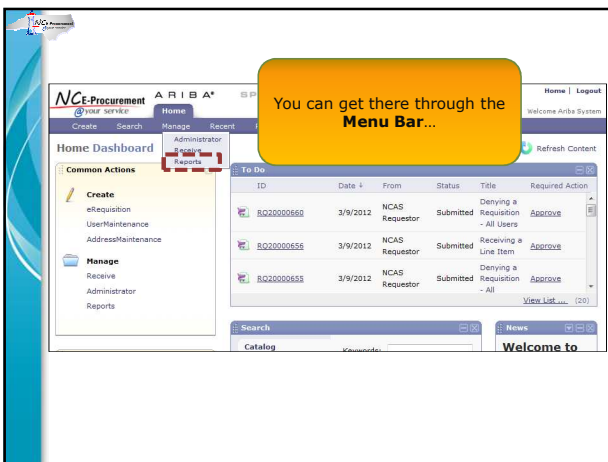 NC E-Procurement
@ your service
ARIBA®
SP
Home | Logout
Home
Welcome Ariba System
Create Search Manage Recent
You can get there through the
Menu Bar...
Administrator
Receive
Reports
Home Dashboard
Refresh Content
Common Actions
Create
eRequisition
UserMaintenance
AddressMaintenance
Manage
Receive
Administrator
Reports
To Do
ID Date ↓ From Status Title Required Action
RQ20000660 3/9/2012 NCAS Requestor Submitted Denying a Requisition - All Users Approve
RQ20000656 3/9/2012 NCAS Requestor Submitted Receiving a Line Item Approve
RQ20000655 3/9/2012 NCAS Requestor Submitted Denying a Requisition - All Approve
View List ... (20)
Search
Catalog
Keywords:
News
Welcome to